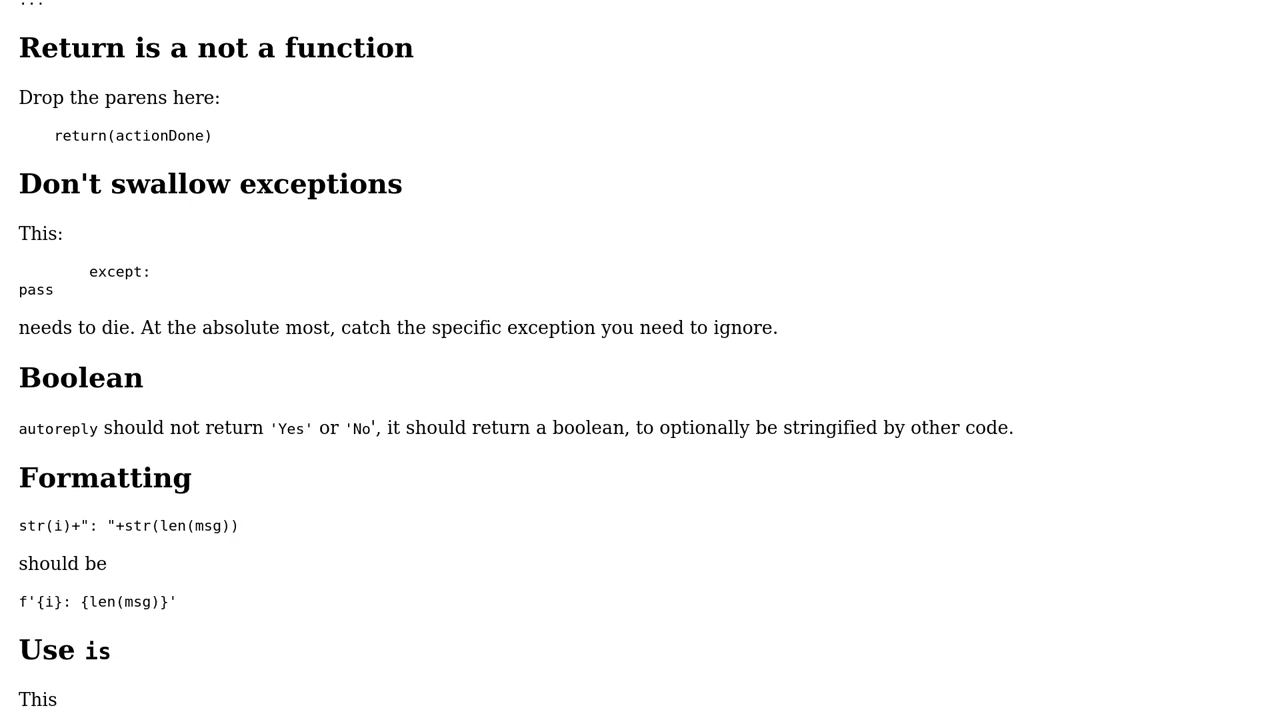 ...
Return is a not a function
Drop the parens here:
return(actionDone)
Don't swallow exceptions
This:
except:
pass
needs to die. At the absolute most, catch the specific exception you need to ignore.
Boolean
autoreply should not return 'Yes' or 'No', it should return a boolean, to optionally be stringified by other code.
Formatting
str(i)+": "+str(len(msg))
should be
f'{i}: {len(msg)}'
Use is
This